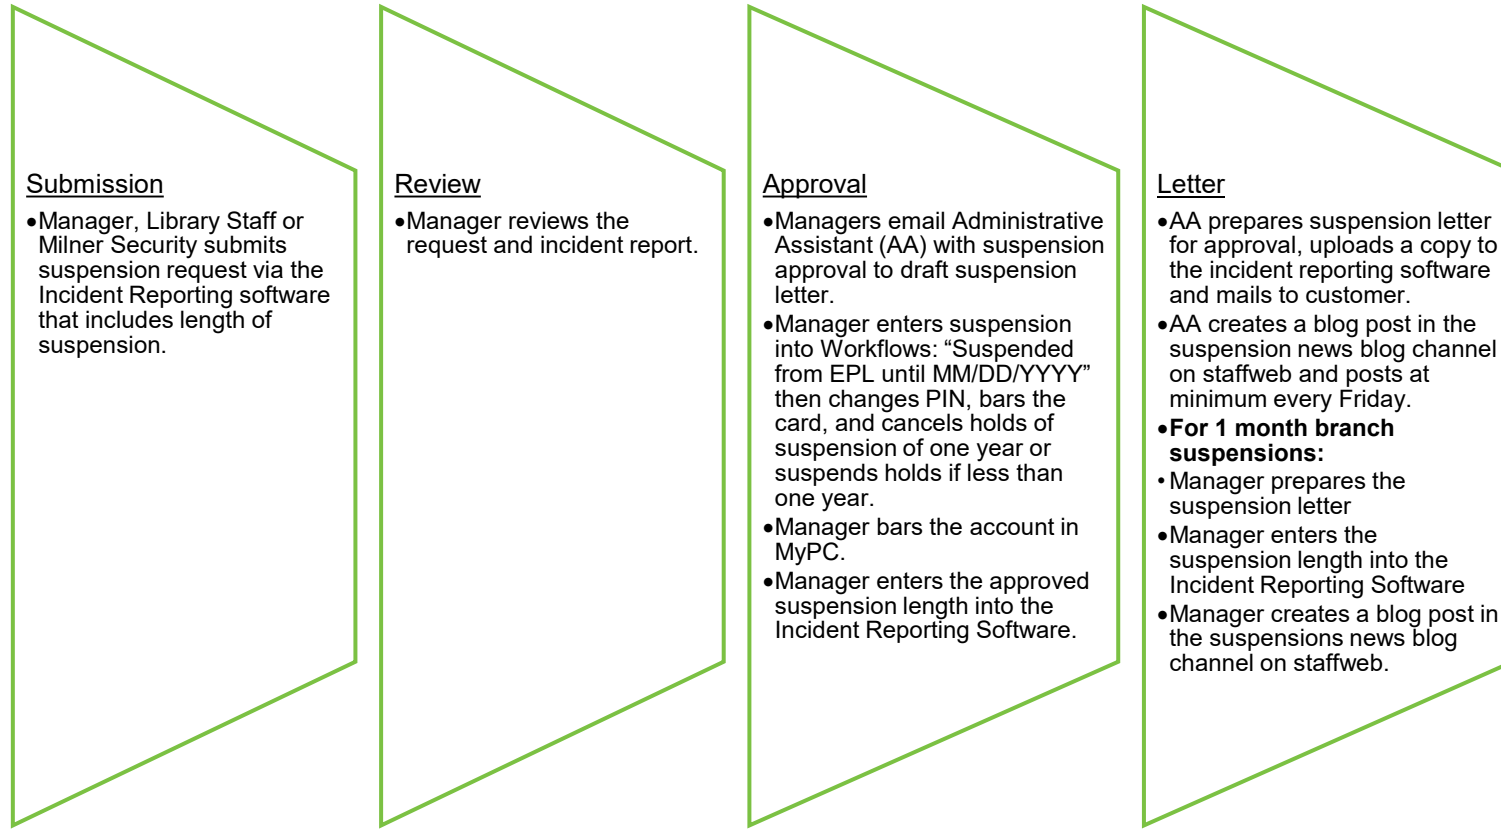 Submission
•Manager, Library Staff or
Milner Security submits
suspension request via the
Incident Reporting software
that includes length of
suspension.
Review
•Manager reviews the
request and incident report.
Approval
•Managers email Administrative
Assistant (AA) with suspension
approval to draft suspension
letter.
•Manager enters suspension
into Workflows: “Suspended
from EPL until MM/DD/YYYY”
then changes PIN, bars the
card, and cancels holds of
suspension of one year or
suspends holds if less than
one year.
•Manager bars the account in
MyPC.
•Manager enters the approved
suspension length into the
Incident Reporting Software.
Letter
•AA prepares suspension letter
for approval, uploads a copy to
the incident reporting software
and mails to customer.
•AA creates a blog post in the
suspension news blog channel
on staffweb and posts at
minimum every Friday.
•For 1 month branch
suspensions:
•Manager prepares the
suspension letter
•Manager enters the
suspension length into the
Incident Reporting Software
•Manager creates a blog post in
the suspensions news blog
channel on staffweb.